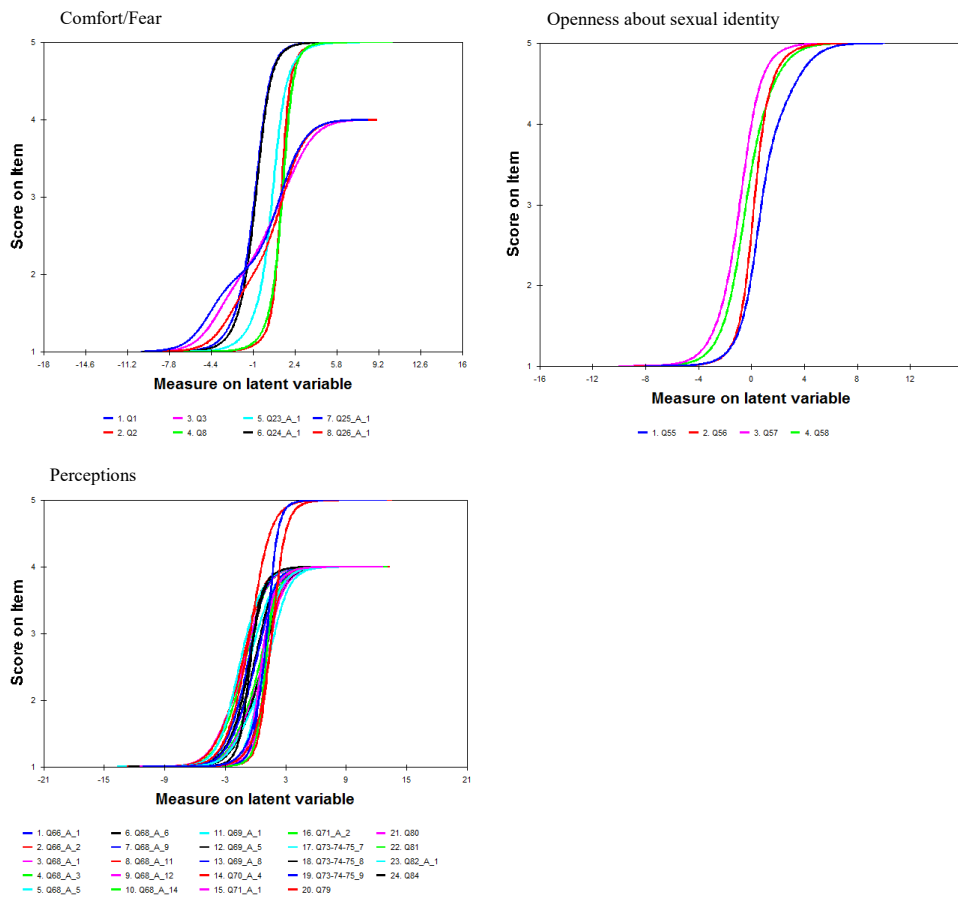 Comfort/Fear
5
4
3
2
1
Score on Item
-18 -14.6 -11.2 -7.8 -4.4 -1 2.4 5.8 9.2 12.6 16
Measure on latent variable
1. Q1 3. Q3 5. Q23_A_1 7. Q25_A_1
2. Q2 4. Q8 6. Q24_A_1 8. Q26_A_1
Openness about sexual identity
5
4
3
2
1
Score on Item
-16 -12 -8 -4 0 4 8 12
Measure on latent variable
1. Q55 2. Q56 3. Q57 4. Q58
Perceptions
5
4
3
2
1
Score on Item
-21 -15 -9 -3 3 9 15 21
Measure on latent variable
1. Q66_A_1 6. Q68_A_6 11. Q69_A_1 16. Q71_A_2 21. Q80
2. Q66_A_2 7. Q68_A_9 12. Q69_A_5 17. Q73-74-75_7 22. Q81
3. Q68_A_1 8. Q68_A_11 13. Q69_A_8 18. Q73-74-75_8 23. Q82_A_1
4. Q68_A_3 9. Q68_A_12 14. Q70_A_4 19. Q73-74-75_9 24. Q84
5. Q68_A_5 10. Q68_A_14 15. Q71_A_1 20. Q79